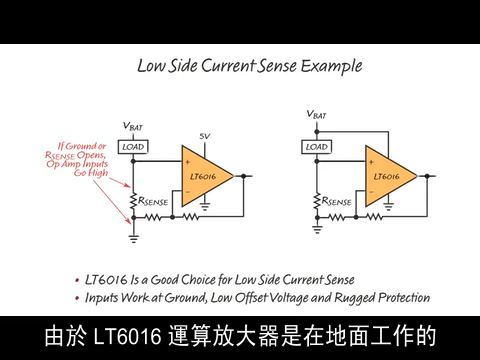 Low Side Current Sense Example
If Ground or
RSENSE Opens,
Op Amp Inputs
Go High
VBAT
LOAD
5V
+
LT6016
−
RSENSE
VBAT
LOAD
+
LT6016
−
RSENSE
• LT6016 Is a Good Choice for Low Side Current Sense
• Inputs Work at Ground, Low Offset Voltage and Rugged Protection
由於 LT6016 運算放大器是在地面工作的